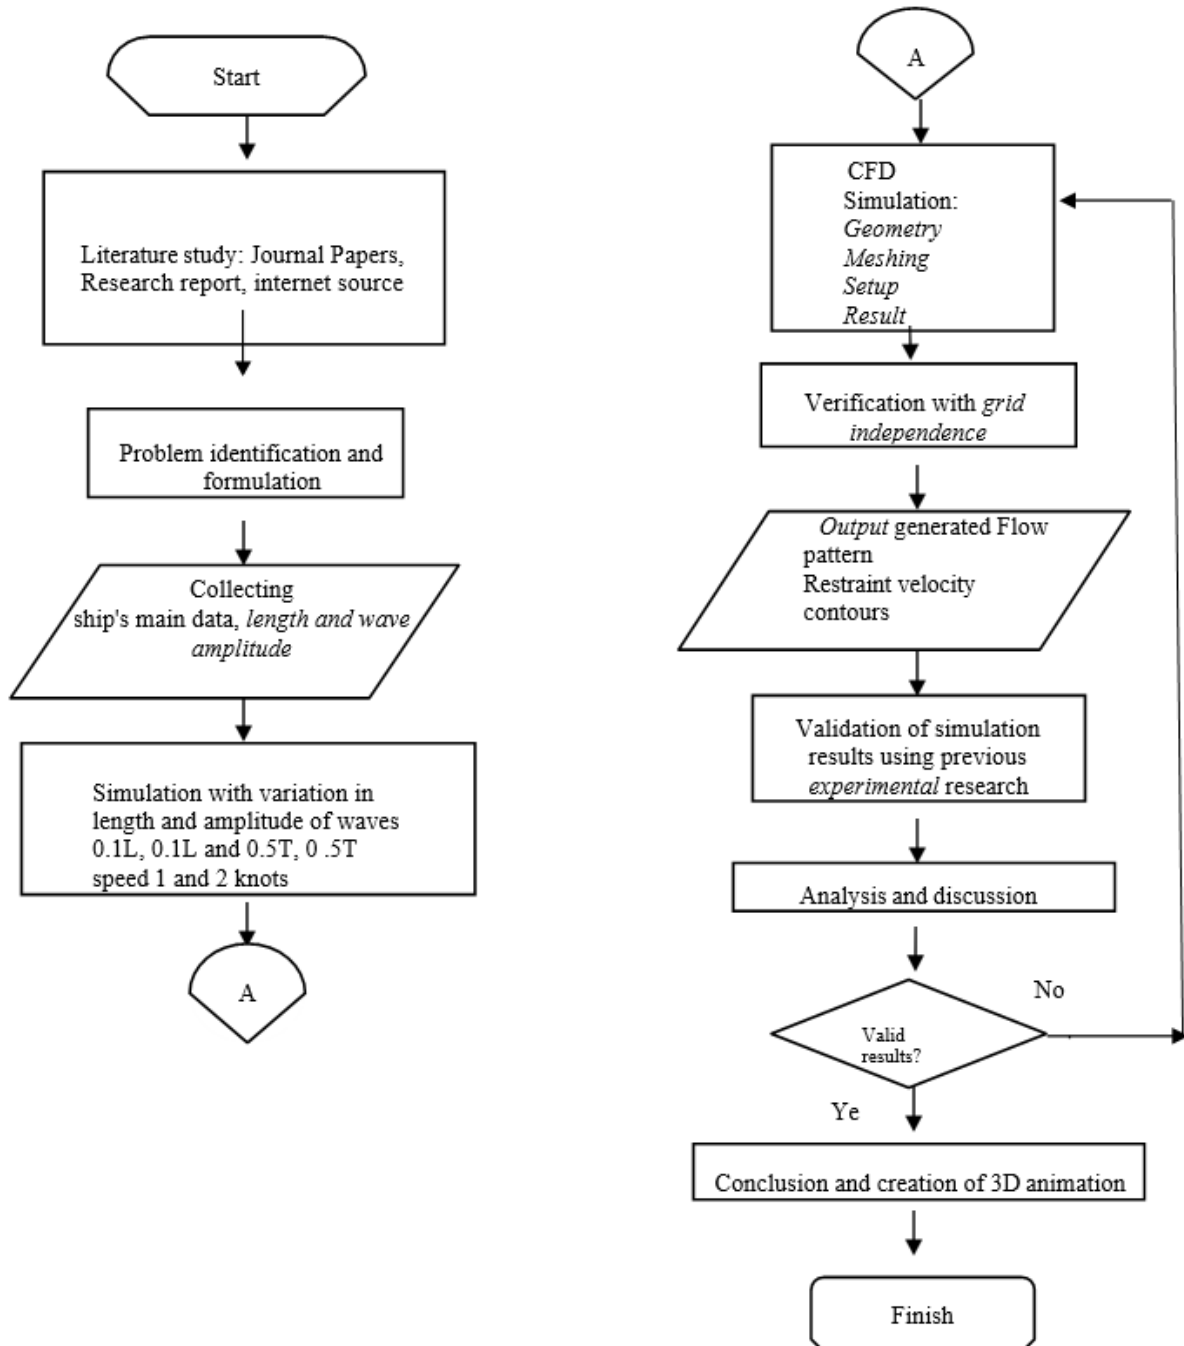 Start
Literature study: Journal Papers,
Research report, internet source
Problem identification and
formulation
Collecting
ship's main data, length and wave
amplitude
Simulation with variation in
length and amplitude of waves
0.1L, 0.1L and 0.5T, 0 .5T
speed 1 and 2 knots
A
A
CFD
Simulation:
Geometry
Meshing
Setup
Result
Verification with grid
independence
Output generated Flow
pattern
Restraint velocity
contours
Validation of simulation
results using previous
experimental research
Analysis and discussion
No
Valid
results?
Ye
Conclusion and creation of 3D animation
Finish